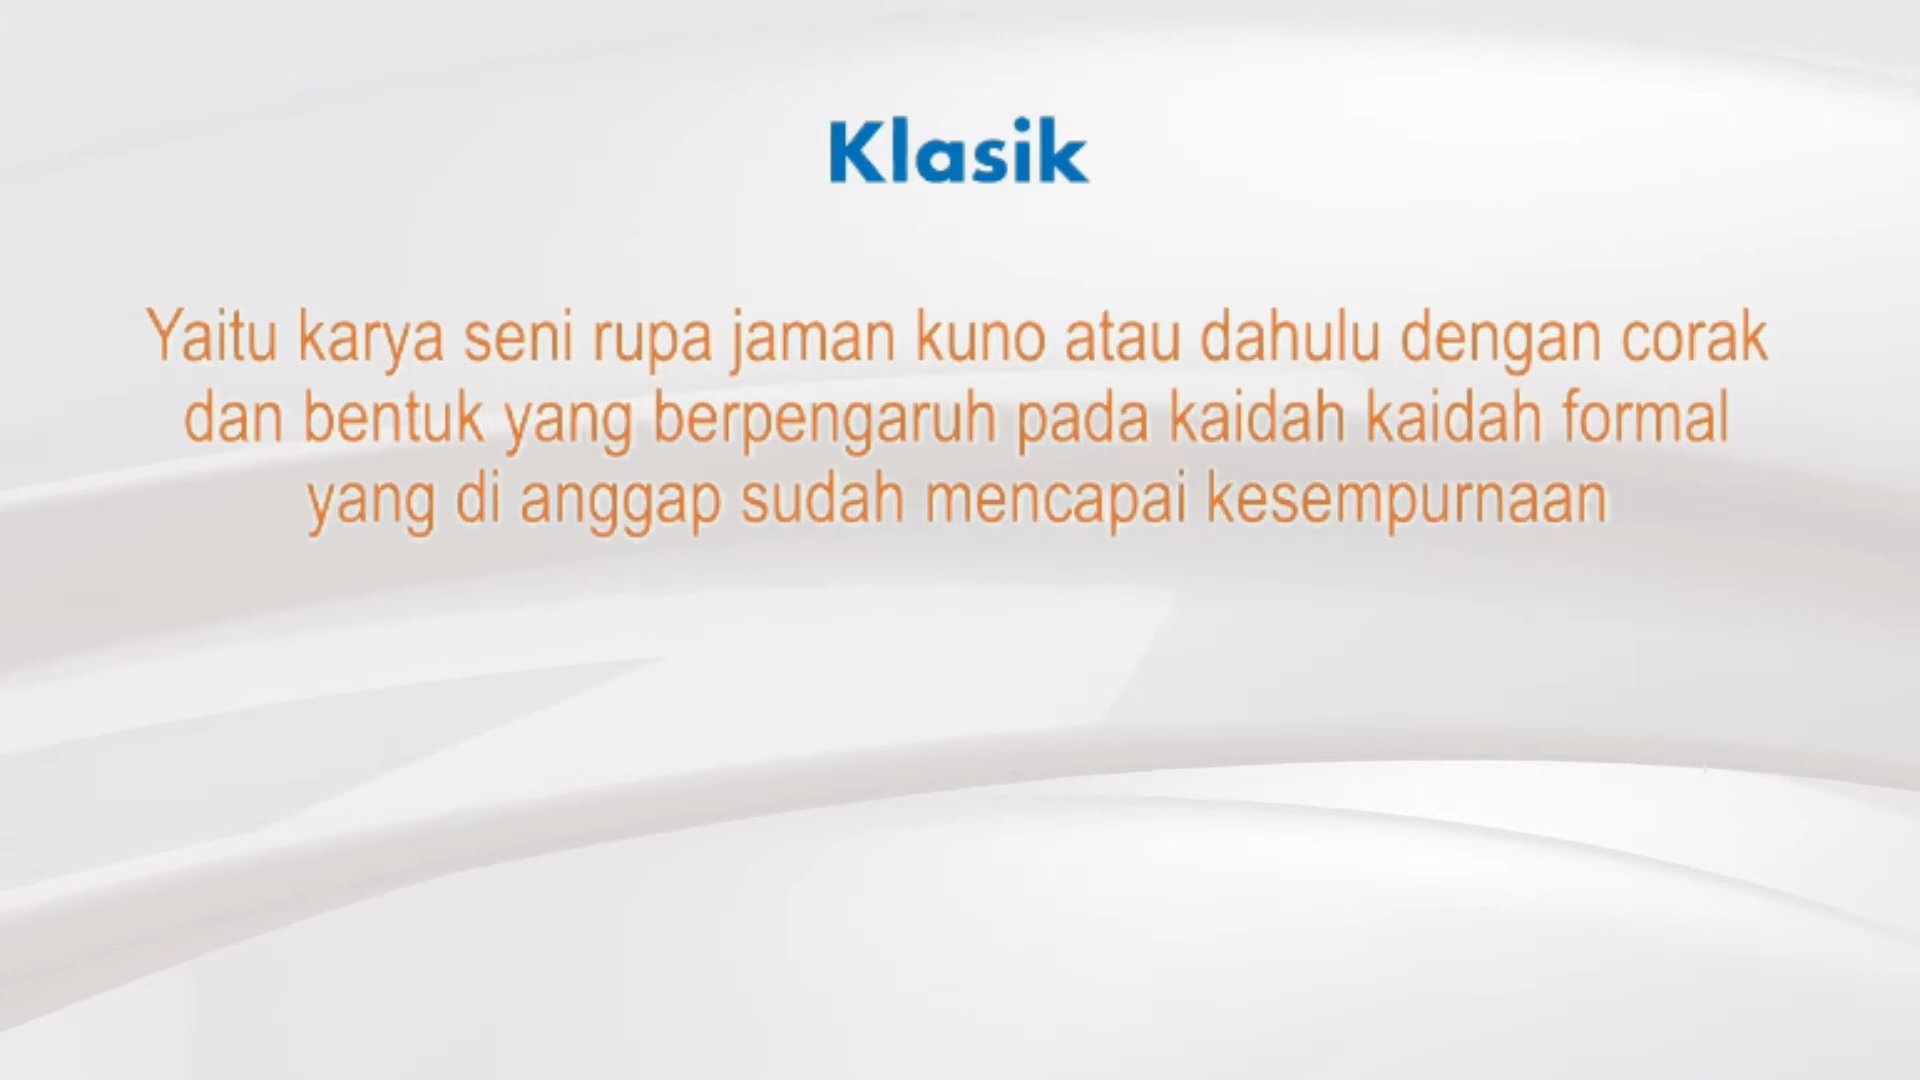 Klasik
Yaitu karya seni rupa jaman kuno atau dahulu dengan corak
dan bentuk yang berpengaruh pada kaidah kaidah formal
yang di anggap sudah mencapai kesempurnaan